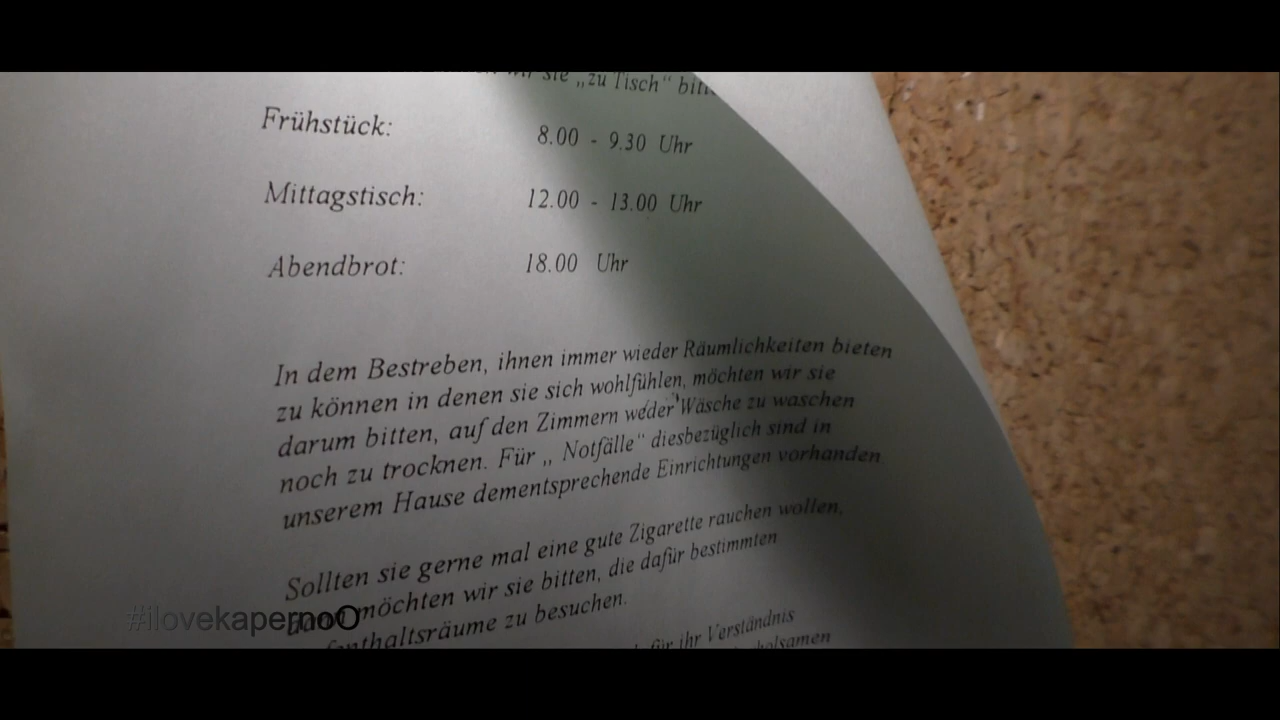 wir sie „zu Tisch“
Frühstück: 8.00 - 9.30 Uhr
Mittagstisch: 12.00 - 13.00 Uhr
Abendbrot: 18.00 Uhr
In dem Bestreben, ihnen immer wieder Räumlichkeiten bieten
zu können in denen sie sich wohlfühlen, möchten wir sie
darum bitten, auf den Zimmern weder Wäsche zu waschen
noch zu trocknen. Für „ Notfälle“ diesbezüglich sind in
unserem Hause dementsprechende Einrichtungen vorhanden
Sollten sie gerne mal eine gute Zigarette rauchen wollen,
möchten wir sie bitten, die dafür bestimmten
zu besuchen.
für ihr Verständnis
#ilovekapernoO